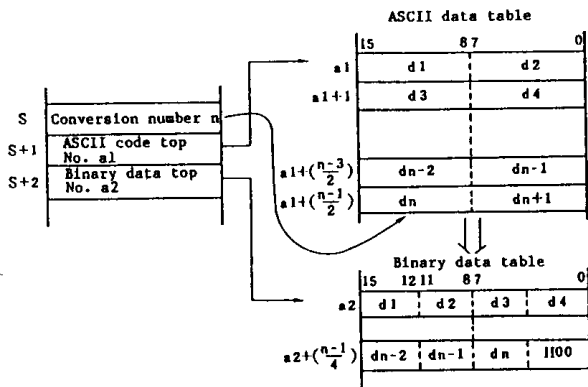 ASCII data table
15 8 7 0
a1 d1 d2
a1+1 d3 d4
S Conversion number n
S+1 ASCII code top
No. a1
S+2 Binary data top
No. a2
a1+(n-3/2) dn-2 dn-1
a1+(n-1/2) dn dn+1
Binary data table
15 12 11 8 7 0
a2 d1 d2 d3 d4
a2+(n-1/4) dn-2 dn-1 dn 1100